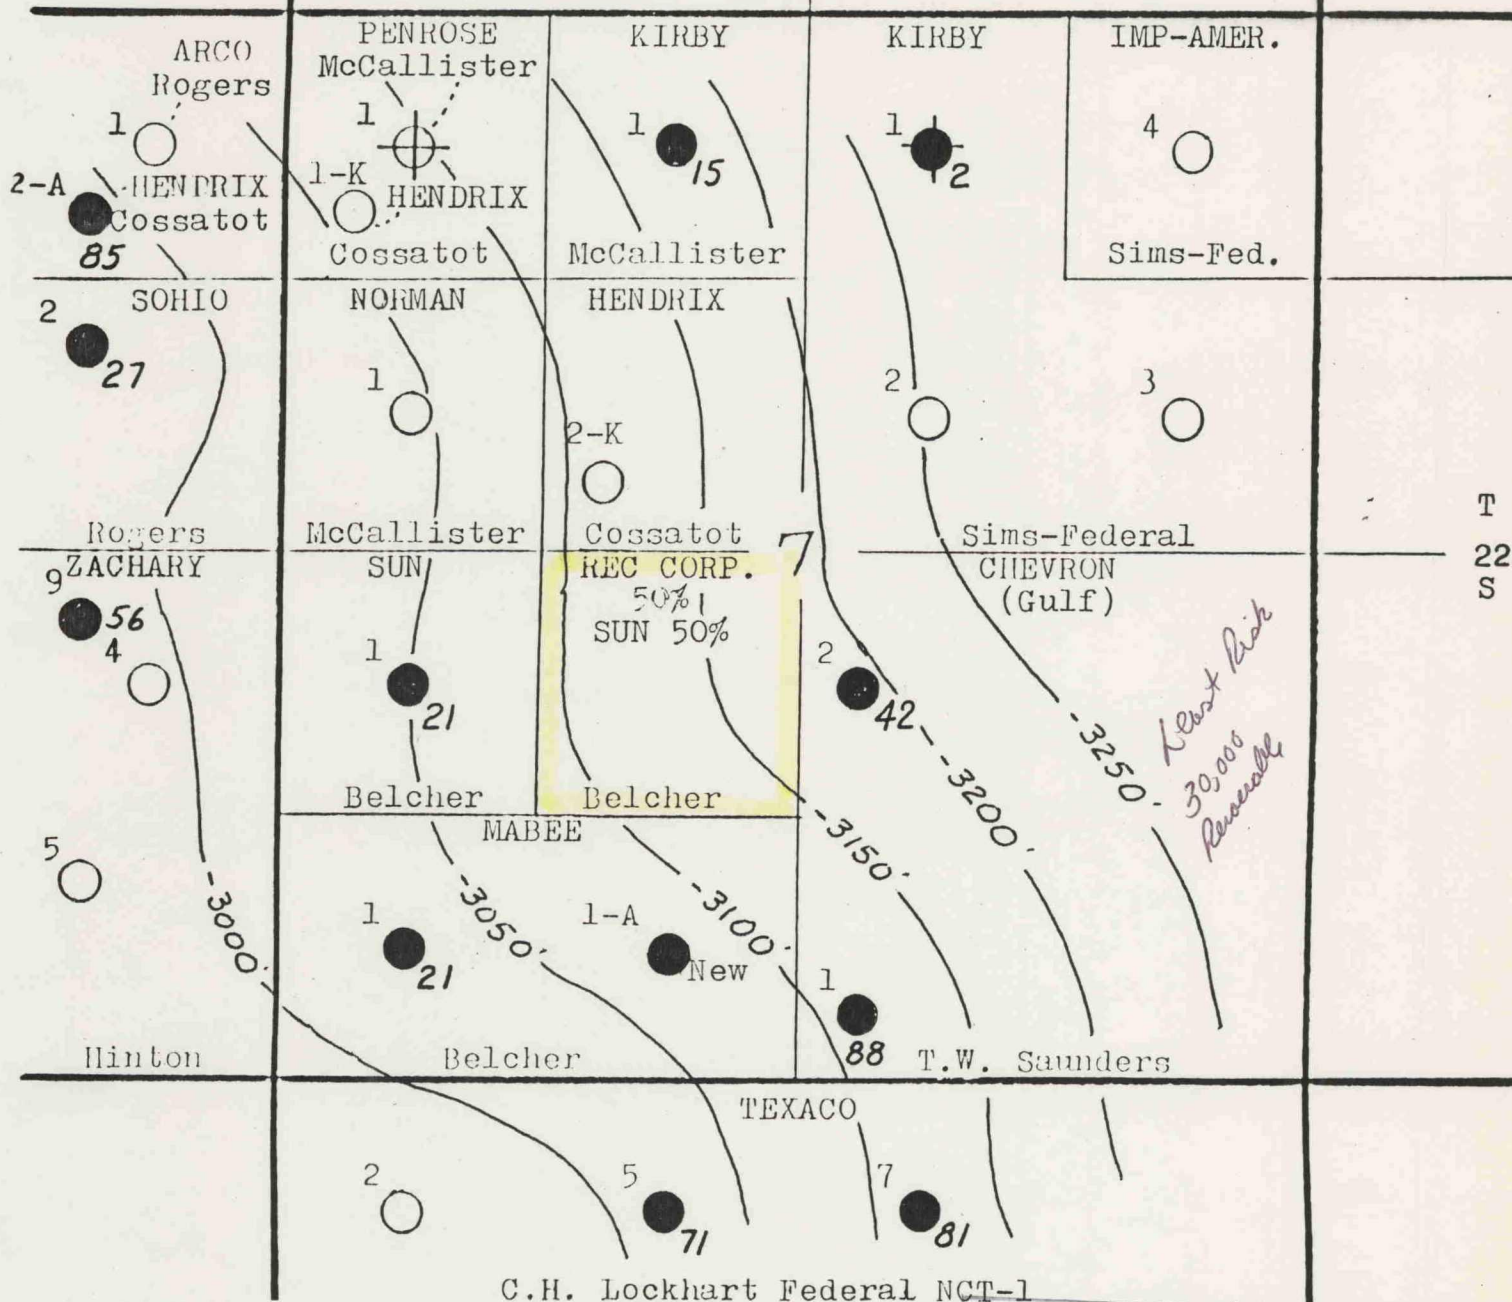 ARCO
Rogers
1
2-A
HENDRIX
Cossatot
85
PENROSE
McCallister
1
1-K
HENDRIX
Cossatot
KIRBY
1
15
McCallister
KIRBY
1
2
IMP-AMER.
4
Sims-Fed.
SOHIO
2
27
Rogers
NORMAN
1
McCallister
HENDRIX
2-K
Cossatot
2
3
Sims-Federal
T
22
S
ZACHARY
9
56
4
5
Hinton
SUN
1
21
Belcher
REC CORP.
50%
SUN 50%
Belcher
7
CHEVRON
(Gulf)
2
42
1
88
T.W. Saunders
Least Risk
30,000
Recoverable
MABEE
1
21
1-A
New
Belcher
-3000'
-3050'
-3100'
-3150'
-3200'
-3250'
TEXACO
2
5
71
7
81
C.H. Lockhart Federal NCT-1